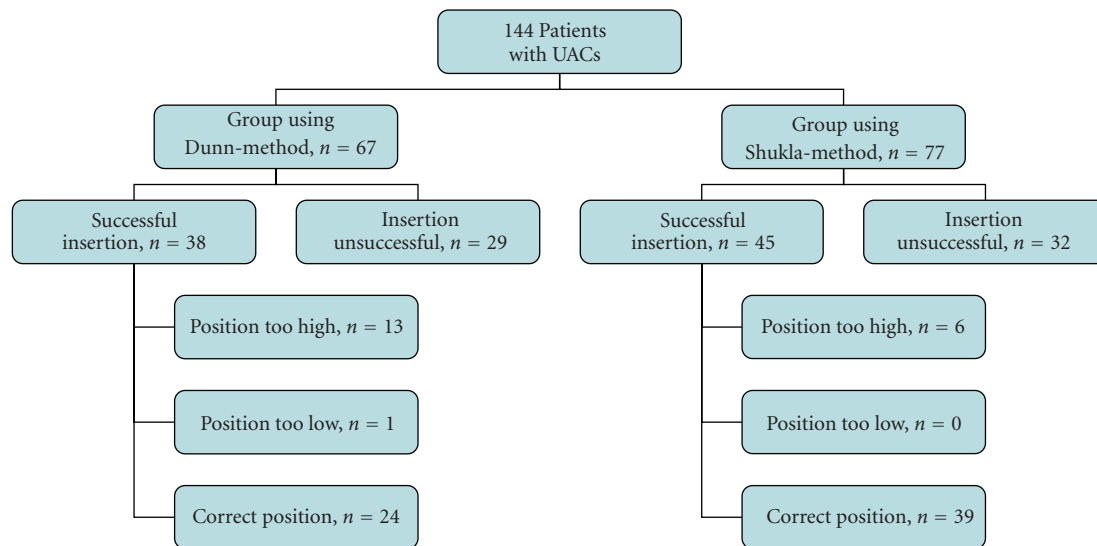 144 Patients
with UACs
Group using
Dunn-method, n = 67
Group using
Shukla-method, n = 77
Successful
insertion, n = 38
Insertion
unsuccessful, n = 29
Successful
insertion, n = 45
Insertion
unsuccessful, n = 32
Position too high, n = 13
Position too high, n = 6
Position too low, n = 1
Position too low, n = 0
Correct position, n = 24
Correct position, n = 39